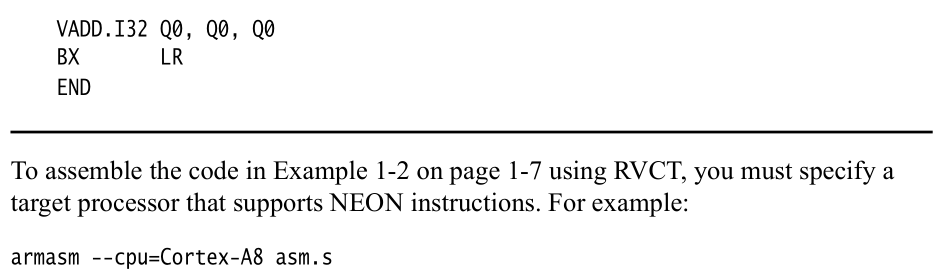 VADD.I32 Q0, Q0, Q0
BX LR
END
To assemble the code in Example 1-2 on page 1-7 using RVCT, you must specify a
target processor that supports NEON instructions. For example:
armasm --cpu=Cortex-A8 asm.s